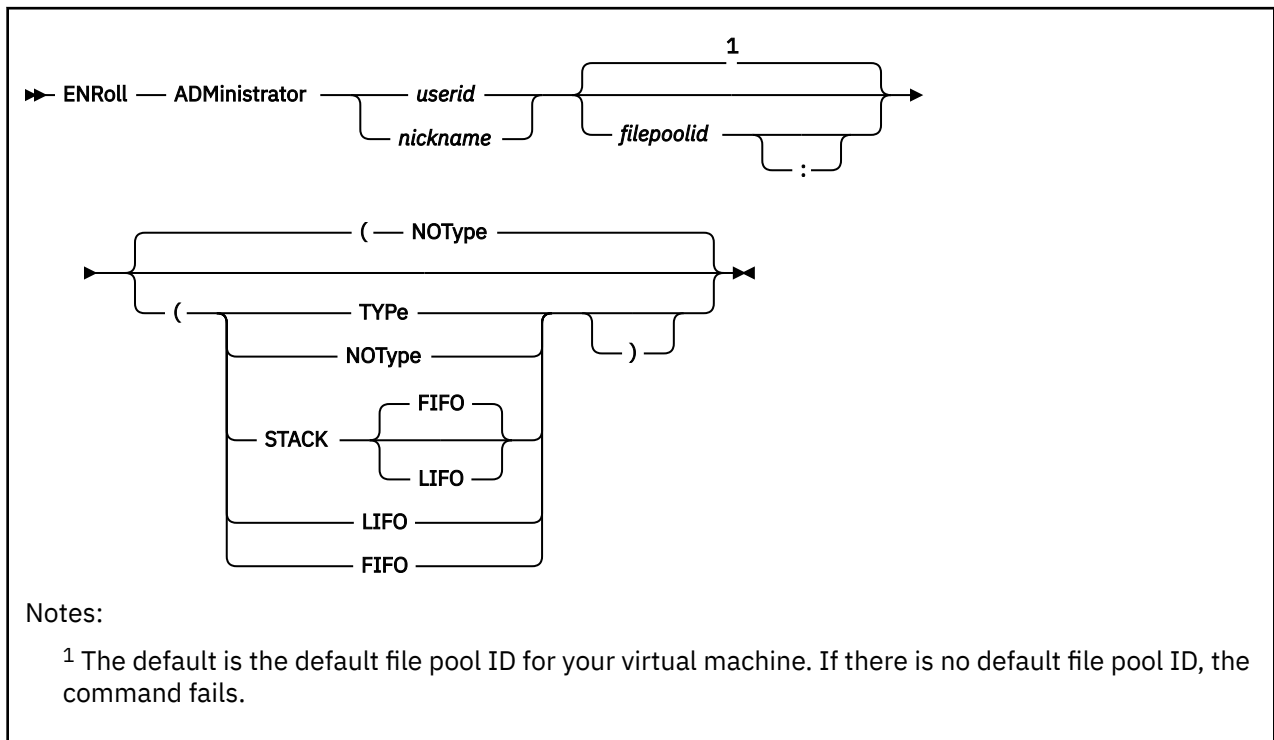 1
ENRoll ADMinistrator userid
nickname filepoolid
:
( NOType
( TYPe
NOType )
FIFO
STACK
LIFO
LIFO
FIFO
Notes:
1 The default is the default file pool ID for your virtual machine. If there is no default file pool ID, the
command fails.